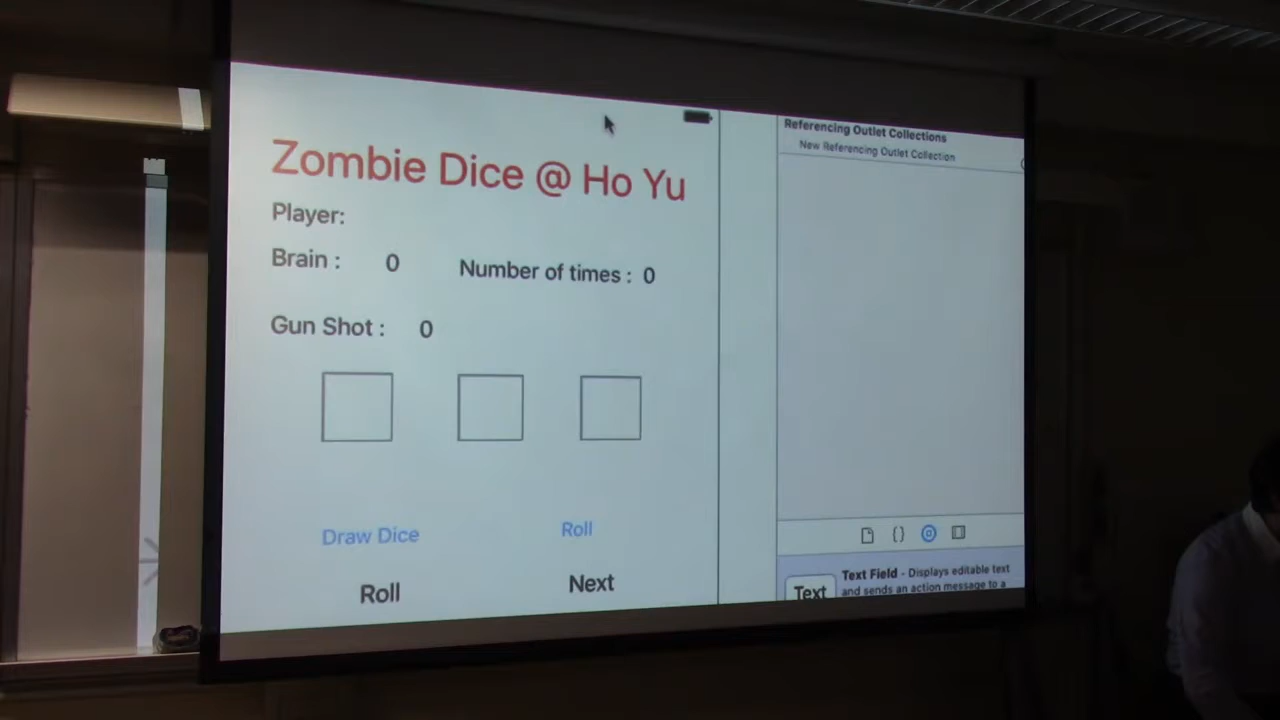 Zombie Dice @ Ho Yu
Player:
Brain : 0 Number of times : 0
Gun Shot : 0
Draw Dice Roll
Roll Next
Referencing Outlet Collections
New Referencing Outlet Collection
{}
Text
Text Field - Displays editable text
and sends an action message to a